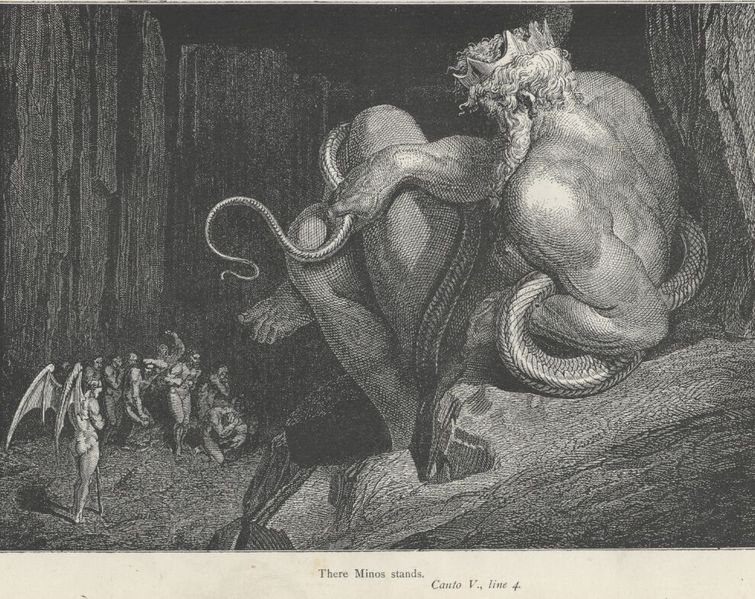 There Minos stands.
Canto V., line 4.